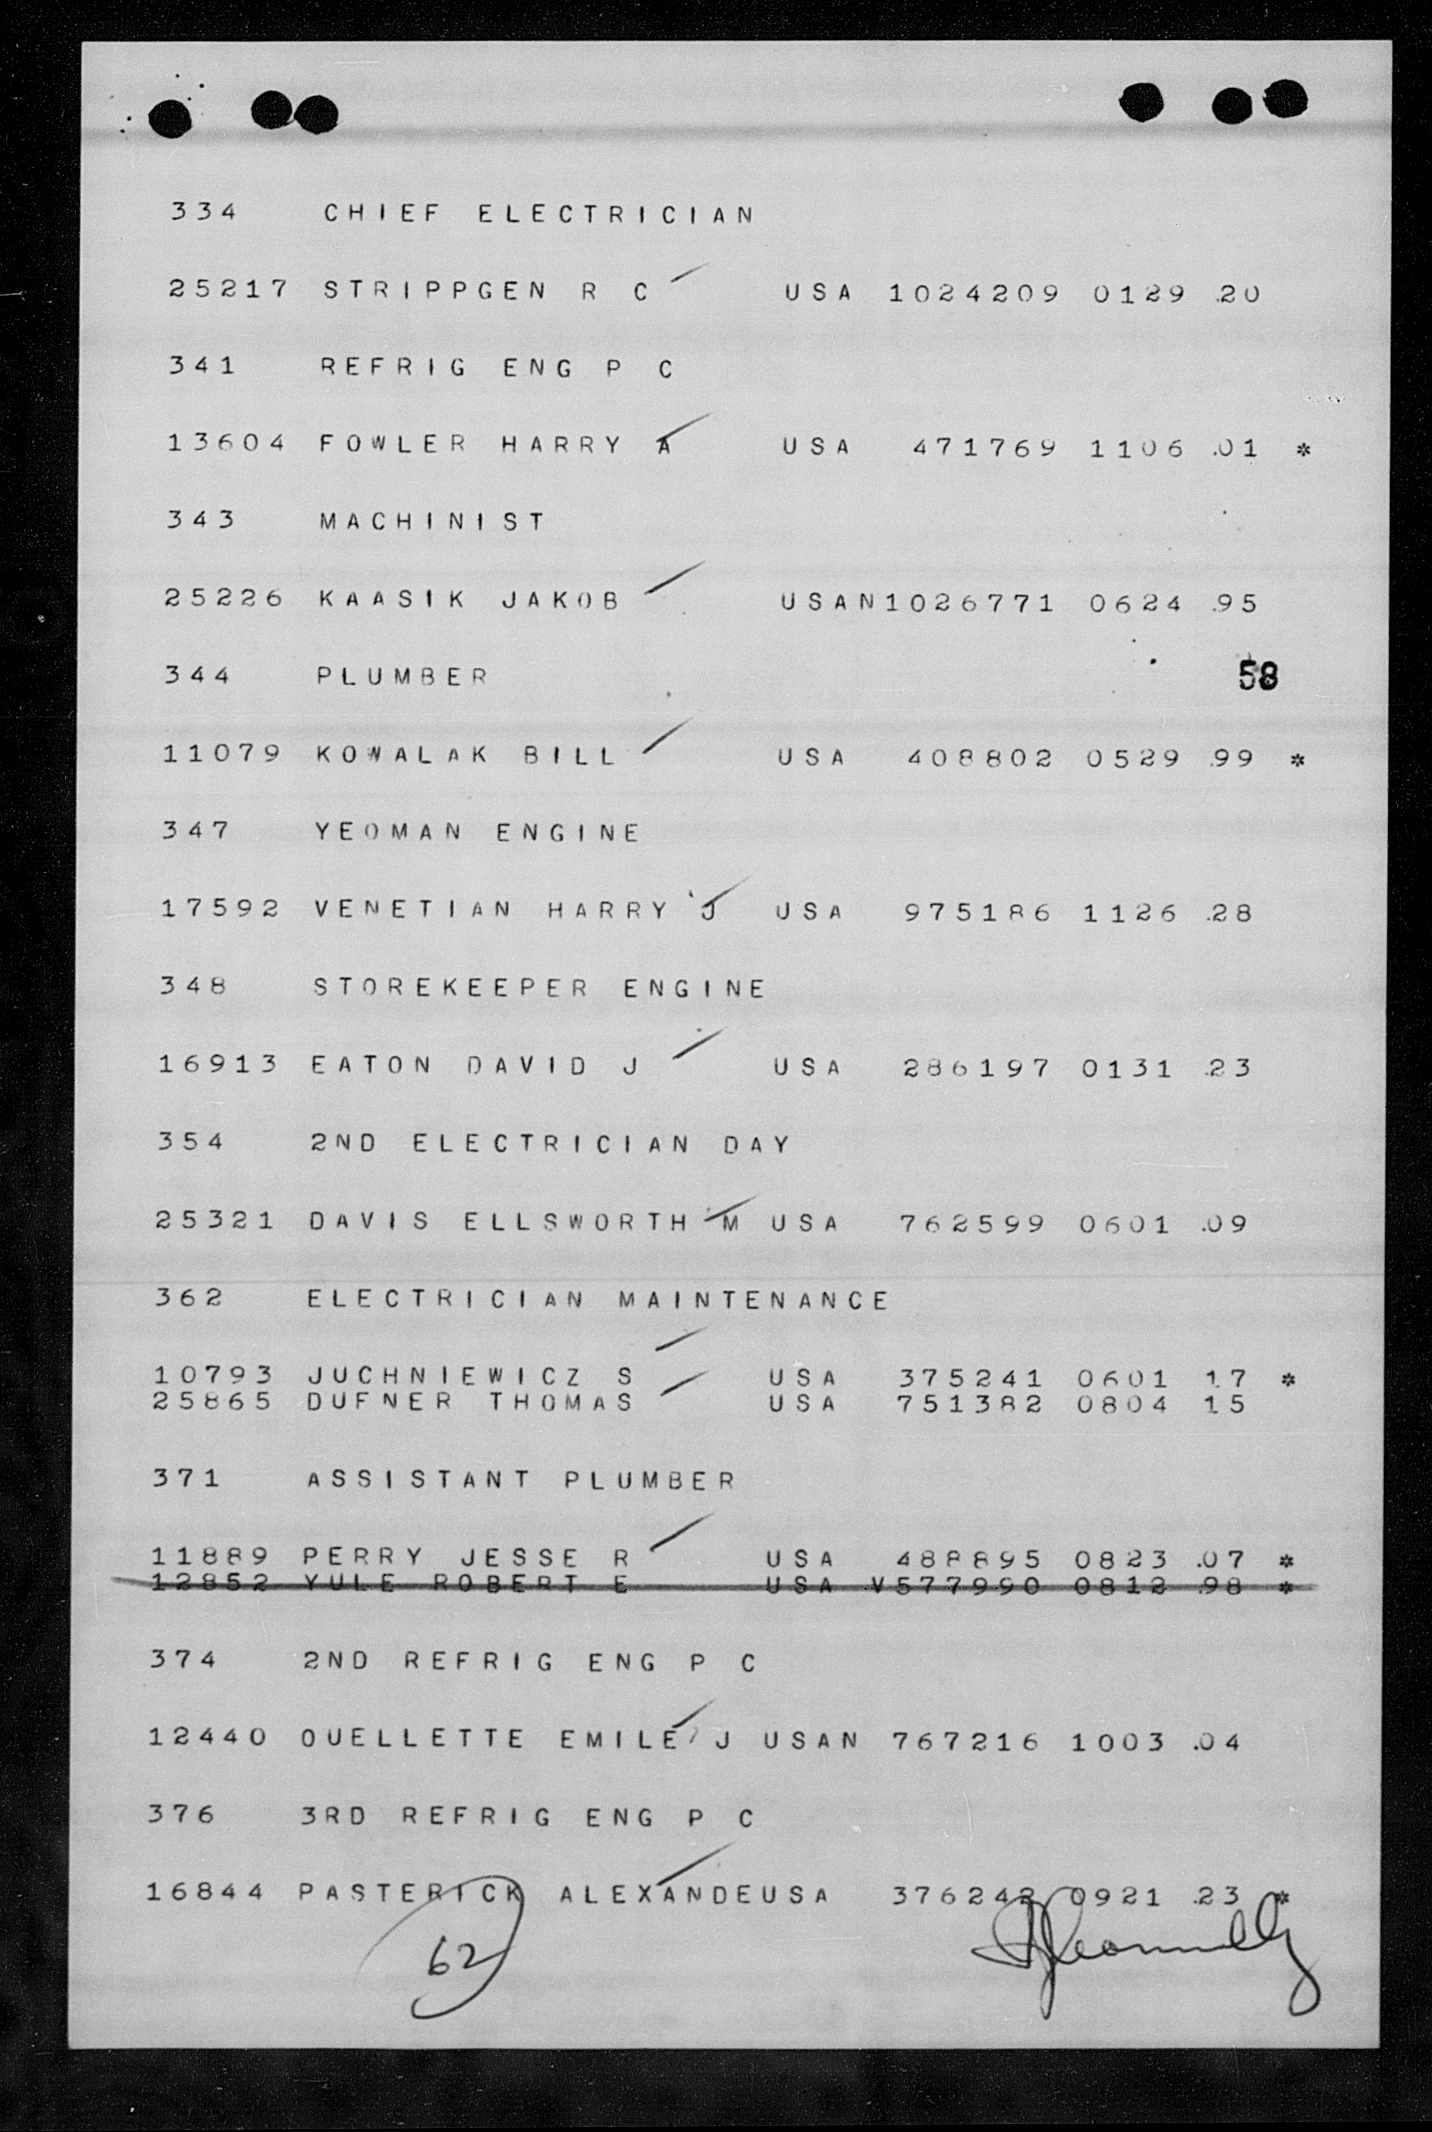 334 CHIEF ELECTRICIAN
25217 STRIPPGEN R C USA 1024209 0129 .20
341 REFRIG ENG P C
13604 FOWLER HARRY A USA 471769 1106 .01 *
343 MACHINIST
25226 KAASIK JAKOB USAN1026771 0624 .95
344 PLUMBER
58
11079 KOWALAK BILL USA 408802 0529 .99 *
347 YEOMAN ENGINE
17592 VENETIAN HARRY J USA 975186 1126 .28
348 STOREKEEPER ENGINE
16913 EATON DAVID J USA 286197 0131 .23
354 2ND ELECTRICIAN DAY
25321 DAVIS ELLSWORTH M USA 762599 0601 .09
362 ELECTRICIAN MAINTENANCE
10793 JUCHNIEWICZ S USA 375241 0601 17 *
25865 DUFNER THOMAS USA 751382 0804 15
371 ASSISTANT PLUMBER
11889 PERRY JESSE R USA 488895 0823 .07 *
12852 YULE ROBERT E USA V577990 0812 .98 *
374 2ND REFRIG ENG P C
12440 OUELLETTE EMILE J USAN 767216 1003 .04
376 3RD REFRIG ENG P C
16844 PASTERICK ALEXANDEUSA 376242 0921 .23 *
62